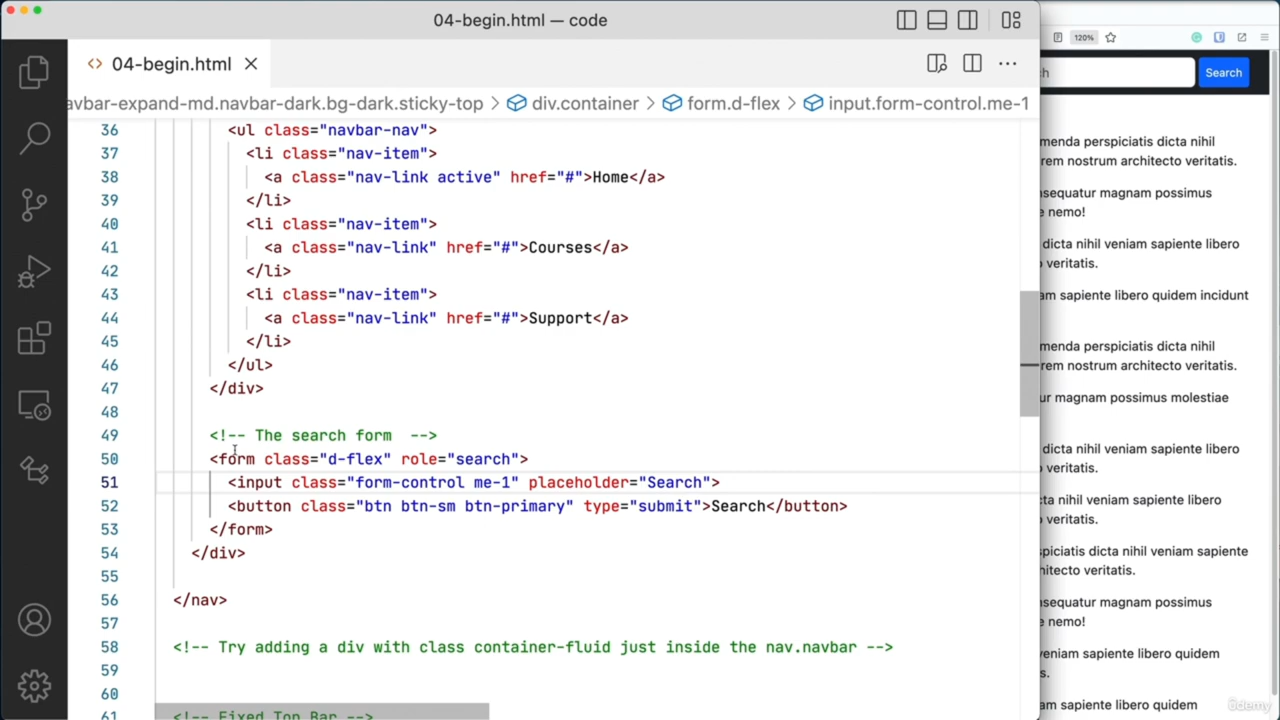 04-begin.html — code
04-begin.html
avbar-expand-md.navbar-dark.bg-dark.sticky-top > div.container > form.d-flex > input.form-control.me-1
36 <ul class="navbar-nav">
37 <li class="nav-item">
38 <a class="nav-link active" href="#">Home</a>
39 </li>
40 <li class="nav-item">
41 <a class="nav-link" href="#">Courses</a>
42 </li>
43 <li class="nav-item">
44 <a class="nav-link" href="#">Support</a>
45 </li>
46 </ul>
47 </div>
48
49 <!-- The search form  -->
50 <form class="d-flex" role="search">
51 <input class="form-control me-1" placeholder="Search">
52 <button class="btn btn-sm btn-primary" type="submit">Search</button>
53 </form>
54 </div>
55
56 </nav>
57
58 <!-- Try adding a div with class container-fluid just inside the nav.navbar -->
59
60
61 <!-- Fixed Top Bar -->
120%
ch
Search
menda perspiciatis dicta nihil
rem nostrum architecto veritatis.
nsequatur magnam possimus
e nemo!
dicta nihil veniam sapiente libero
o veritatis.
am sapiente libero quidem incidunt
menda perspiciatis dicta nihil
rem nostrum architecto veritatis.
ur magnam possimus molestiae
dicta nihil veniam sapiente libero
o veritatis.
cta nihil veniam sapiente libero
o veritatis.
spiciatis dicta nihil veniam sapiente
hitecto veritatis.
nsequatur magnam possimus
e nemo!
veniam sapiente libero quidem
s.
am sapiente libero quidem
ûdemy